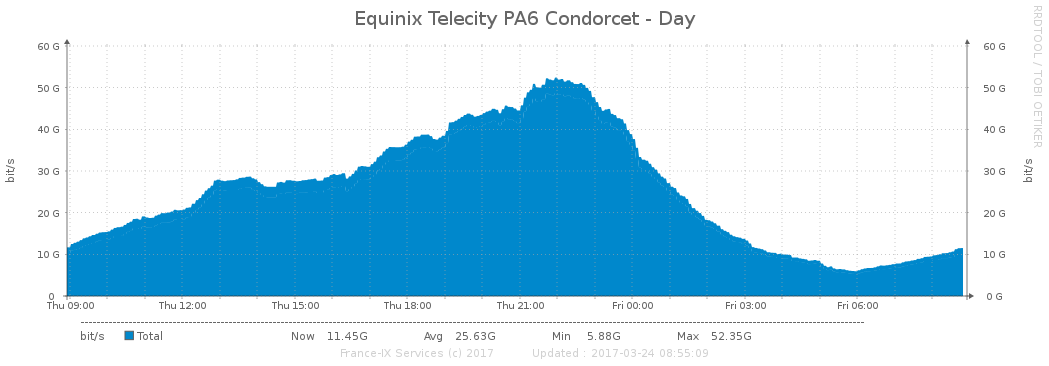 Equinix Telecity PA6 Condorcet - Day
RRDTOOL / TOBI OETIKER
60 G 60 G
50 G 50 G
40 G 40 G
30 G 30 G
20 G 20 G
10 G 10 G
0 0 G
bit/s bit/s
Thu 09:00 Thu 12:00 Thu 15:00 Thu 18:00 Thu 21:00 Fri 00:00 Fri 03:00 Fri 06:00
bit/s Total Now 11.45G Avg 25.63G Min 5.88G Max 52.35G
France-IX Services (c) 2017 Updated : 2017-03-24 08:55:09